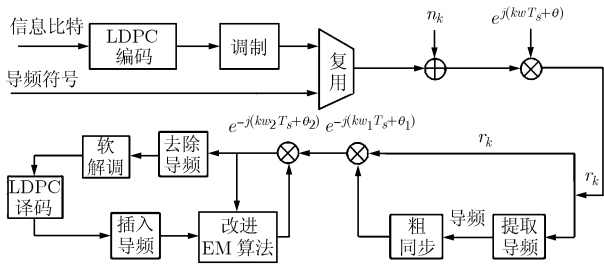 信息比特
LDPC
编码
调制
复
用
导频符号
n_k
e^{j(kwT_s+θ)}
e^{-j(kw_2T_s+θ_2)}
e^{-j(kw_1T_s+θ_1)}
r_k
r_k
软
解调
去除
导频
LDPC
译码
插入
导频
改进
EM 算法
粗
同步
导频
提取
导频